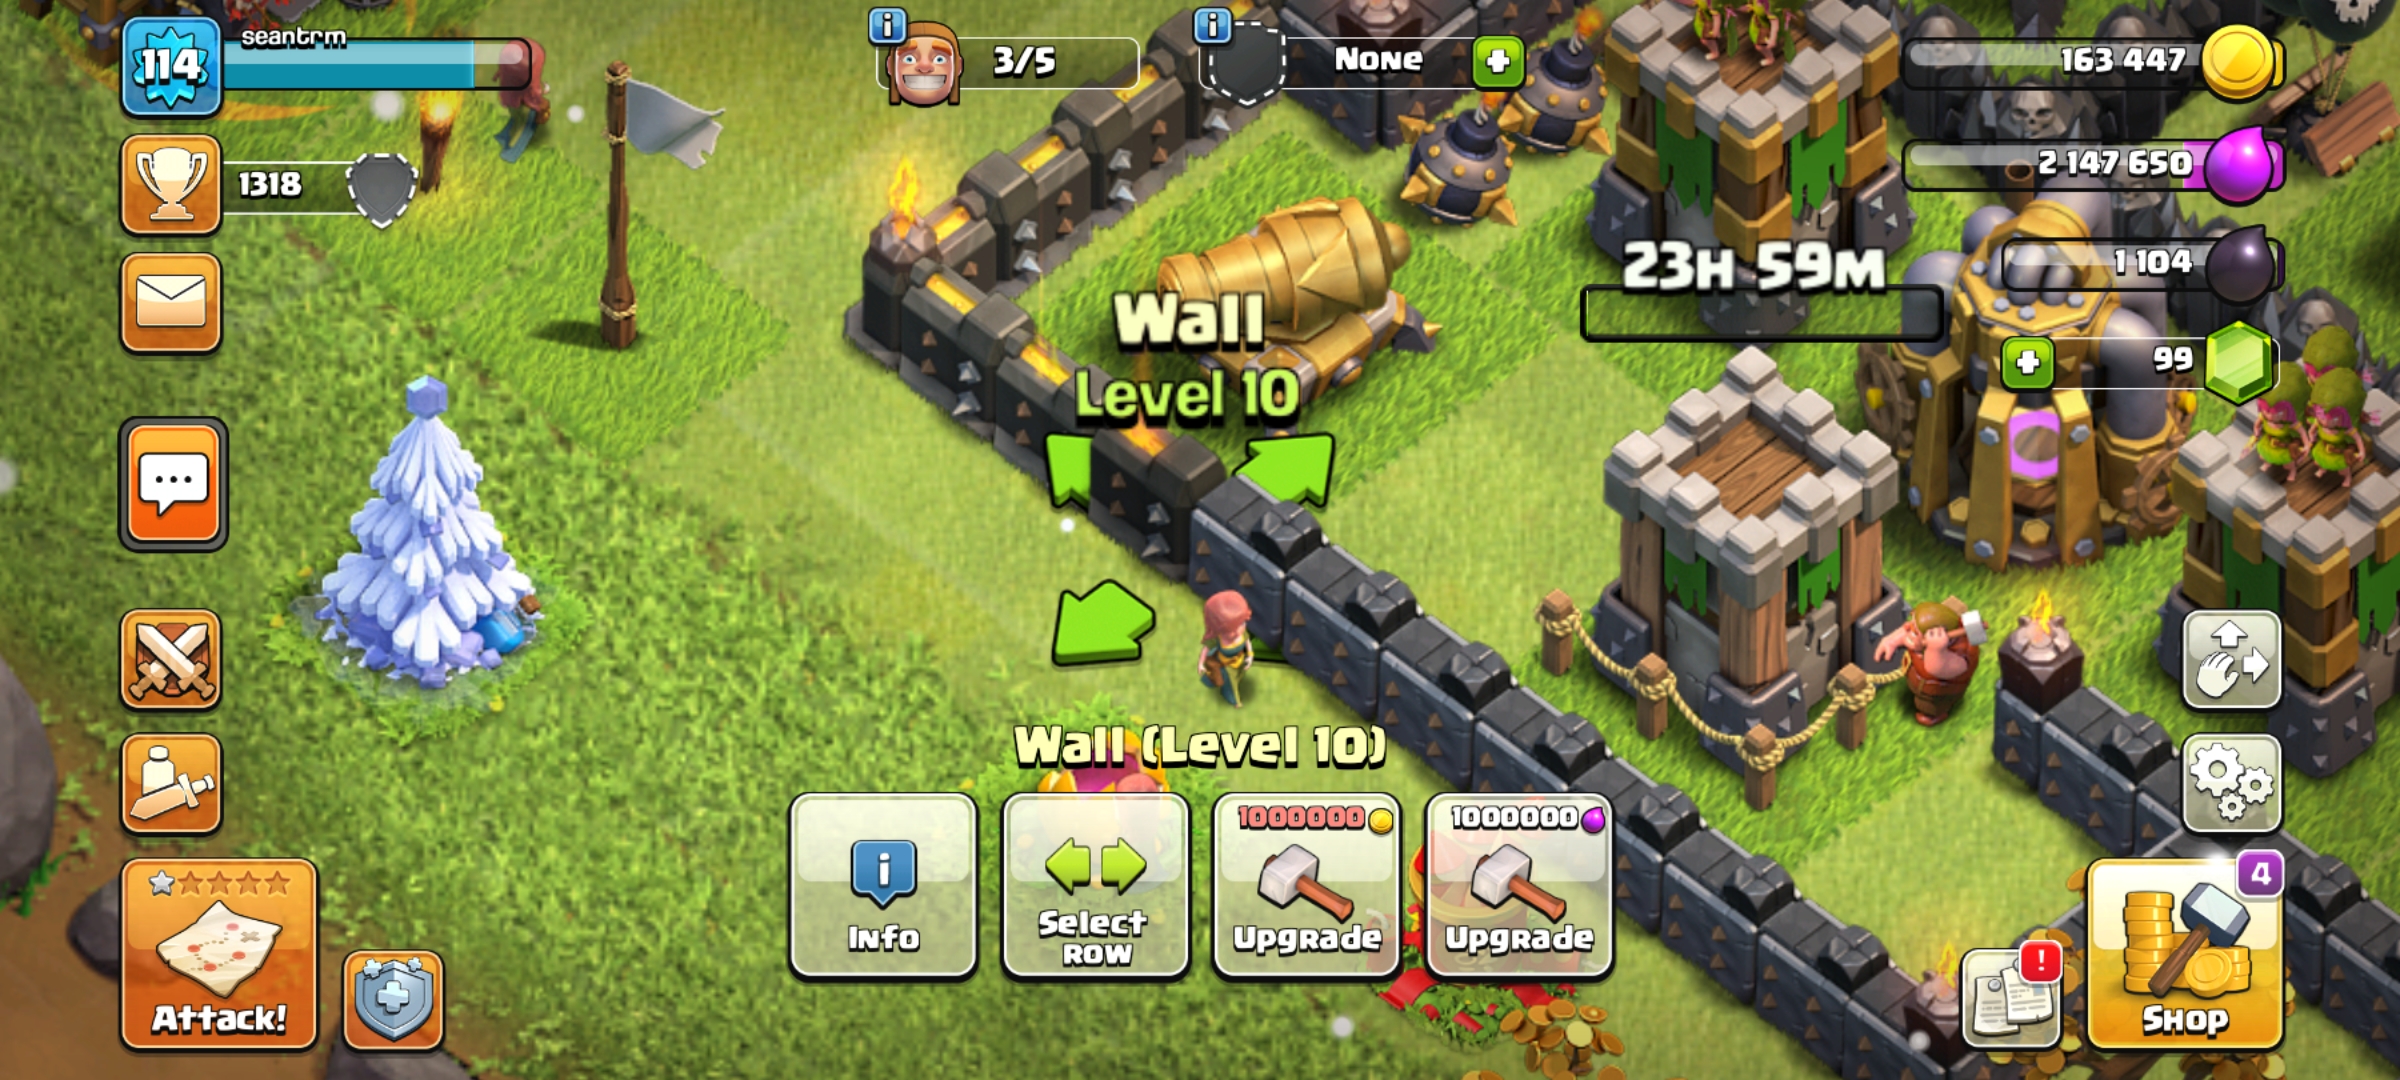 114
seantrm
3/5
None
163 447
1318
2 147 650
23H 59M
1 104
99
Wall
Level 10
Wall (Level 10)
Info
Select
Row
1000000
Upgrade
1000000
Upgrade
4
!
Attack!
Shop